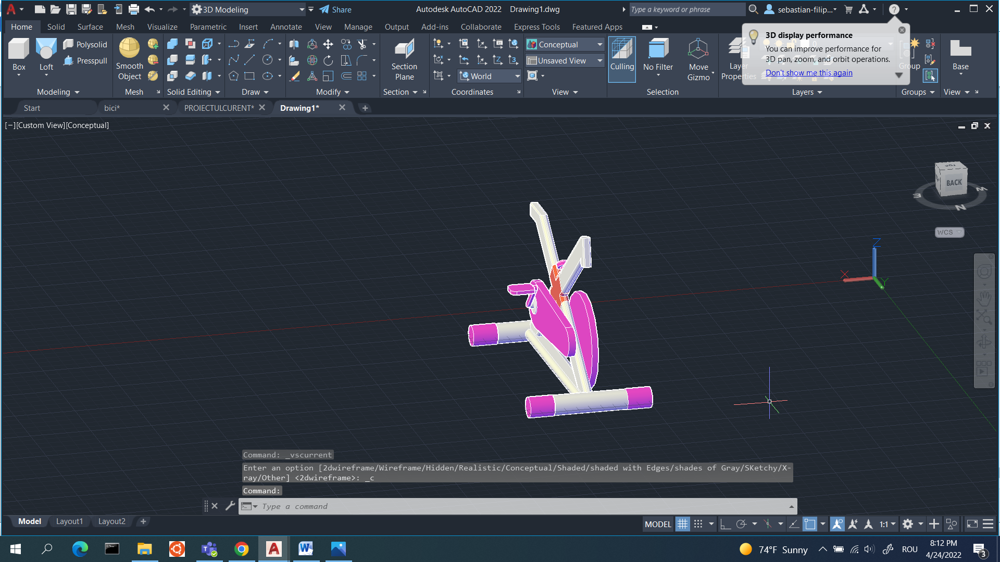 3D Modeling
Share
Autodesk AutoCAD 2022 Drawing1.dwg
Type a keyword or phrase
sebastian-filip...
Home Solid Surface Mesh Visualize Parametric Insert Annotate View Manage Output Add-ins Collaborate Express Tools Featured Apps
Box
Loft
Polysolid
Presspull
Modeling
Smooth
Object
Mesh
Solid Editing
Draw
Modify
Section
Plane
Section
World
Coordinates
Conceptual
Unsaved View
View
Culling
No Filter
Move
Gizmo
Selection
Layer
Properties
Layers
Group
Groups
Base
View
3D display performance
You can improve performance for
3D pan, zoom, and orbit operations.
Don't show me this again
Start bici* PROIECTULCURENT* Drawing1*
[−][Custom View][Conceptual]
TOP
BACK
E
N
W
WCS
Z
X
Y
Command: _vscurrent
Enter an option [2dwireframe/Wireframe/Hidden/Realistic/Conceptual/Shaded/shaded with Edges/shades of Gray/SKetchy/X-
ray/Other] <2dwireframe>: _c
Command:
Type a command
Model Layout1 Layout2
MODEL
1:1
74°F Sunny
ROU
8:12 PM
4/24/2022
3